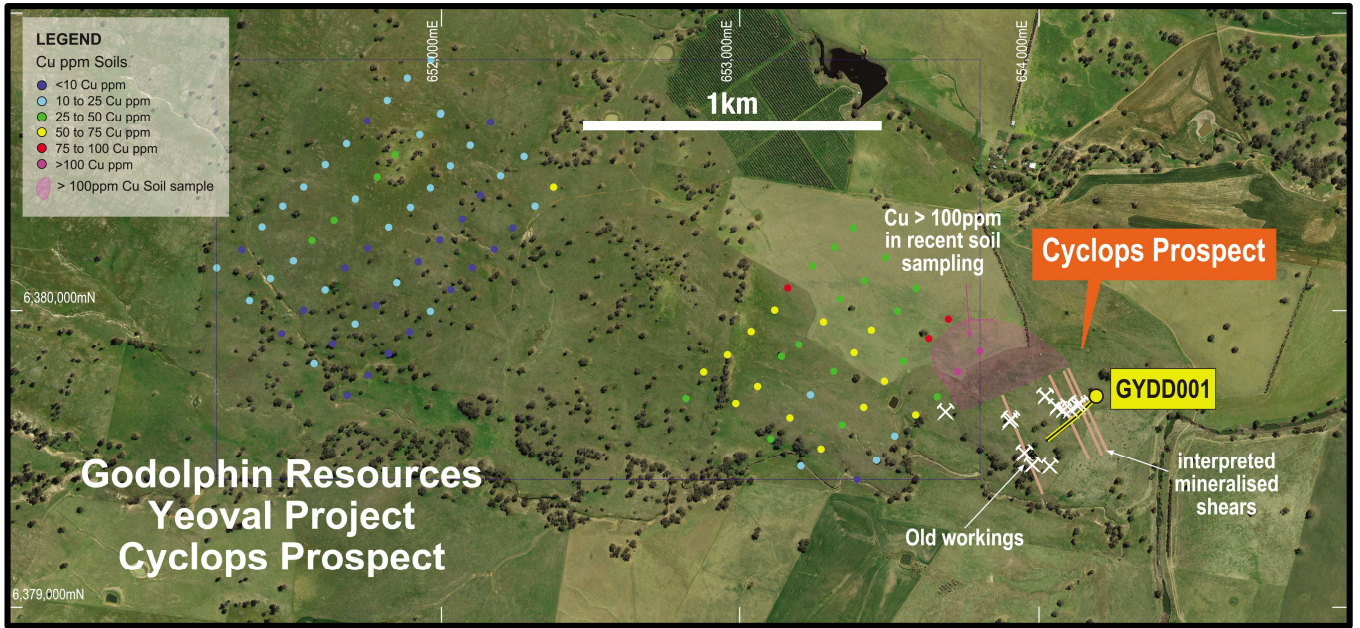 LEGEND
Cu ppm Soils
<10 Cu ppm
10 to 25 Cu ppm
25 to 50 Cu ppm
50 to 75 Cu ppm
75 to 100 Cu ppm
>100 Cu ppm
> 100ppm Cu Soil sample
652,000mE
653,000mE
654,000mE
1km
Cu > 100ppm
in recent soil
sampling
Cyclops Prospect
6,380,000mN
GYDD001
interpreted
mineralised
shears
Old workings
Godolphin Resources
Yeoval Project
Cyclops Prospect
6,379,000mN